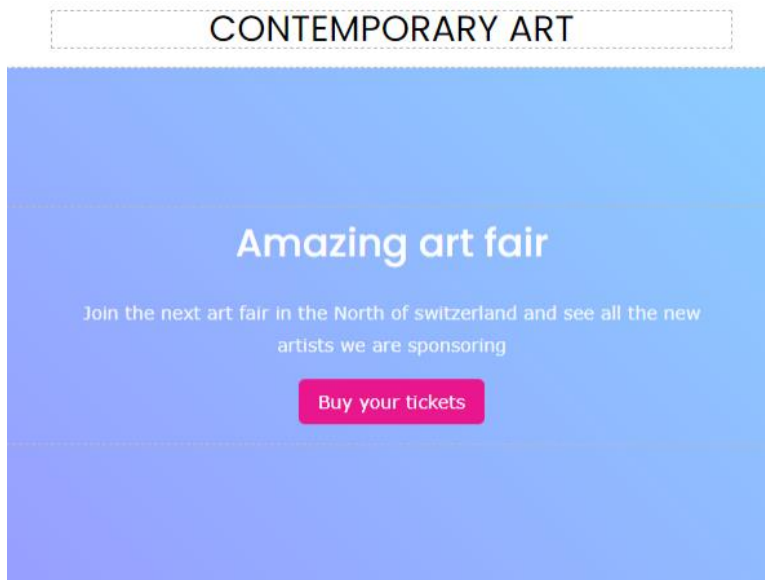 CONTEMPORARY ART
Amazing art fair
Join the next art fair in the North of switzerland and see all the new
artists we are sponsoring
Buy your tickets